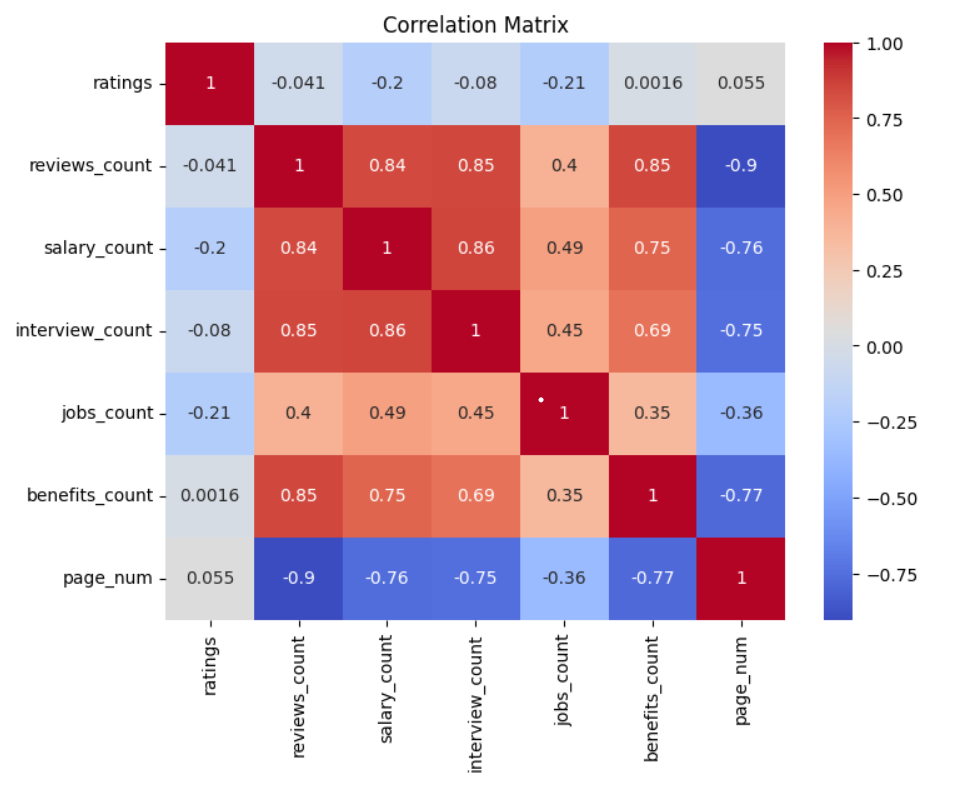 Correlation Matrix
ratings 1 -0.041 -0.2 -0.08 -0.21 0.0016 0.055
reviews_count -0.041 1 0.84 0.85 0.4 0.85 -0.9
salary_count -0.2 0.84 1 0.86 0.49 0.75 -0.76
interview_count -0.08 0.85 0.86 1 0.45 0.69 -0.75
jobs_count -0.21 0.4 0.49 0.45 1 0.35 -0.36
benefits_count 0.0016 0.85 0.75 0.69 0.35 1 -0.77
page_num 0.055 -0.9 -0.76 -0.75 -0.36 -0.77 1
ratings
reviews_count
salary_count
interview_count
jobs_count
benefits_count
page_num
1.00
0.75
0.50
0.25
0.00
−0.25
−0.50
−0.75